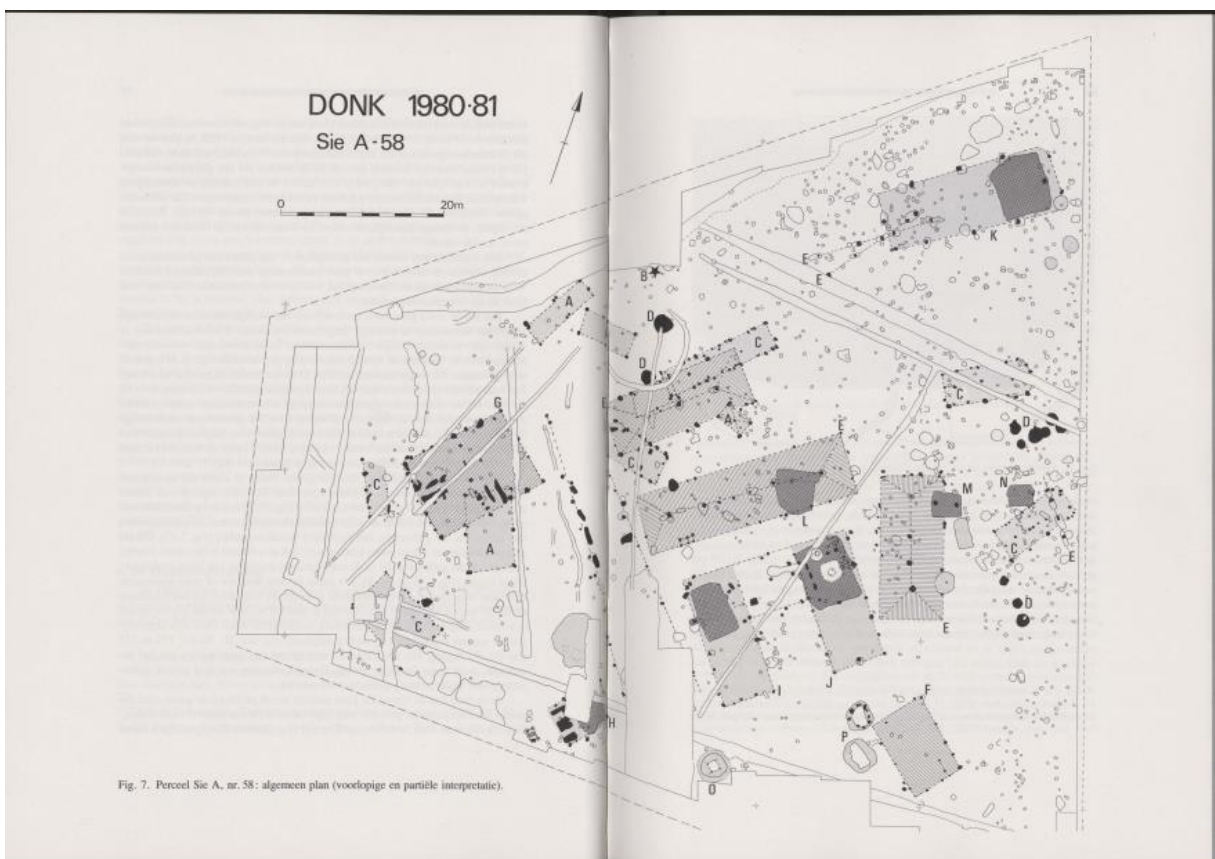 DONK 1980·81
Sie A-58
0 20m
B
E
E
K
A
D
D
C
C
A
G
E
C
D
C
C
L
M
N
C
E
A
C
D
E
I
J
F
H
P
O
Fig. 7. Perceel Sie A, nr. 58: algemeen plan (voorlopige en partiële interpretatie).